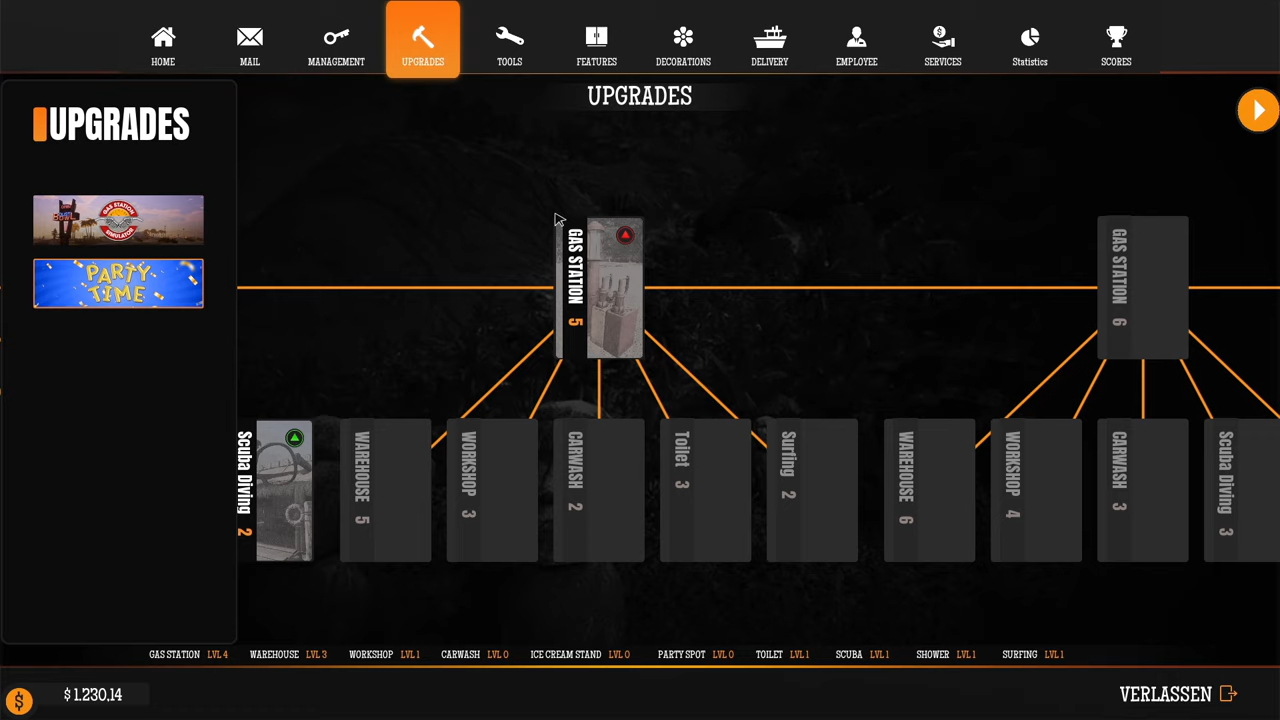 HOME
MAIL
MANAGEMENT
UPGRADES
TOOLS
FEATURES
DECORATIONS
DELIVERY
EMPLOYEE
SERVICES
Statistics
SCORES
UPGRADES
UPGRADES
GAS STATION
SIMULATOR
PARTY
TIME
GAS STATION 5
GAS STATION 6
Scuba Diving 2
WAREHOUSE 5
WORKSHOP 3
CARWASH 2
Toilet 3
Surfing 2
WAREHOUSE 6
WORKSHOP 4
CARWASH 3
Scuba Diving 3
GAS STATION LVL 4 WAREHOUSE LVL 3 WORKSHOP LVL 1 CARWASH LVL 0 ICE CREAM STAND LVL 0 PARTY SPOT LVL 0 TOILET LVL 1 SCUBA LVL 1 SHOWER LVL 1 SURFING LVL 1
$ 1.230,14
VERLASSEN